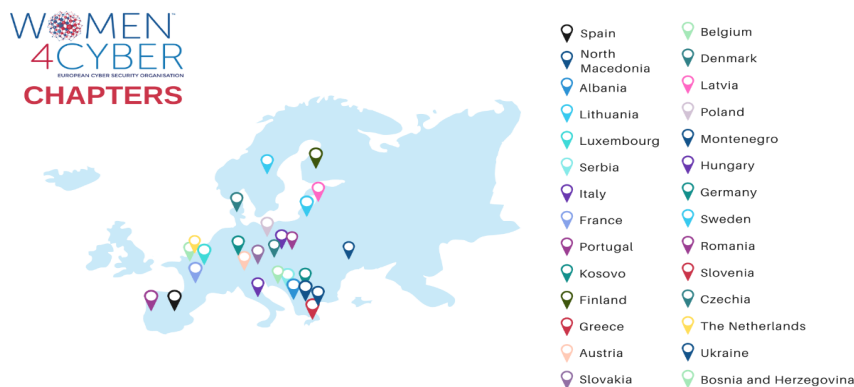 WOMEN
4CYBER
EUROPEAN CYBER SECURITY ORGANISATION
CHAPTERS
Spain
North
Macedonia
Albania
Lithuania
Luxembourg
Serbia
Italy
France
Portugal
Kosovo
Finland
Greece
Austria
Slovakia
Belgium
Denmark
Latvia
Poland
Montenegro
Hungary
Germany
Sweden
Romania
Slovenia
Czechia
The Netherlands
Ukraine
Bosnia and Herzegovina